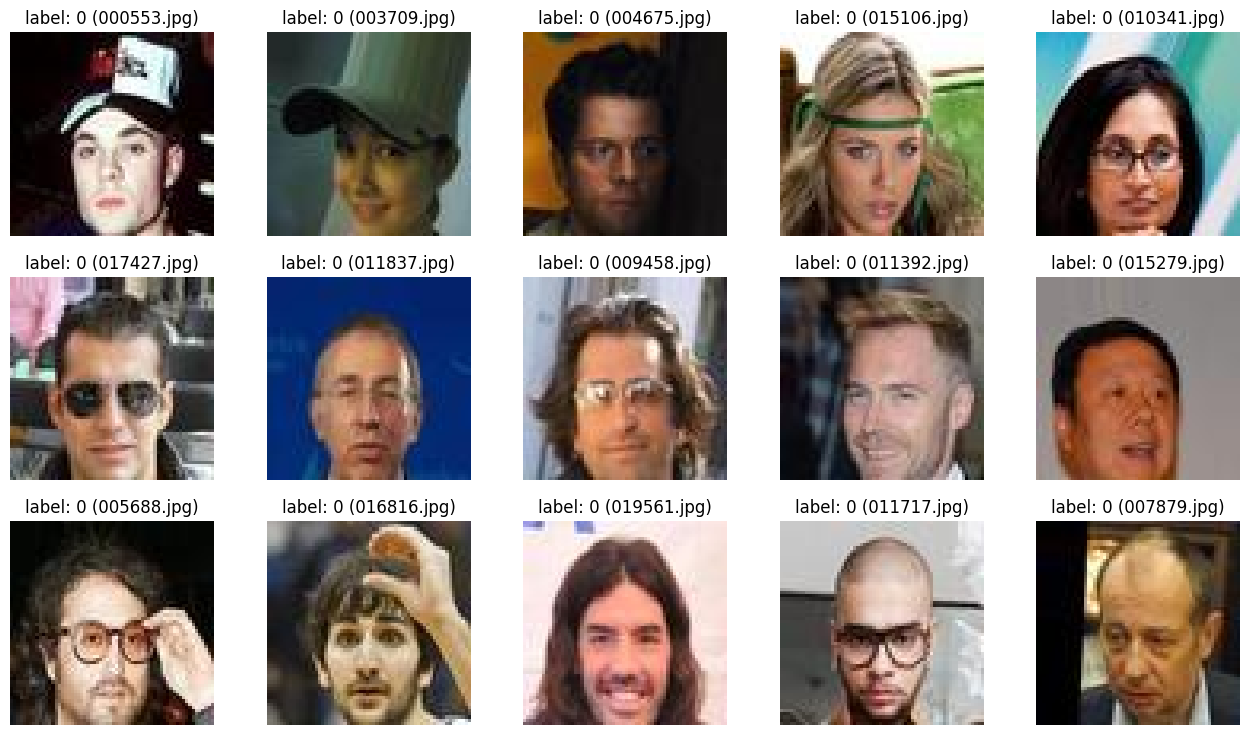 label: 0 (000553.jpg)
label: 0 (003709.jpg)
label: 0 (004675.jpg)
label: 0 (015106.jpg)
label: 0 (010341.jpg)
label: 0 (017427.jpg)
label: 0 (011837.jpg)
label: 0 (009458.jpg)
label: 0 (011392.jpg)
label: 0 (015279.jpg)
label: 0 (005688.jpg)
label: 0 (016816.jpg)
label: 0 (019561.jpg)
label: 0 (011717.jpg)
label: 0 (007879.jpg)